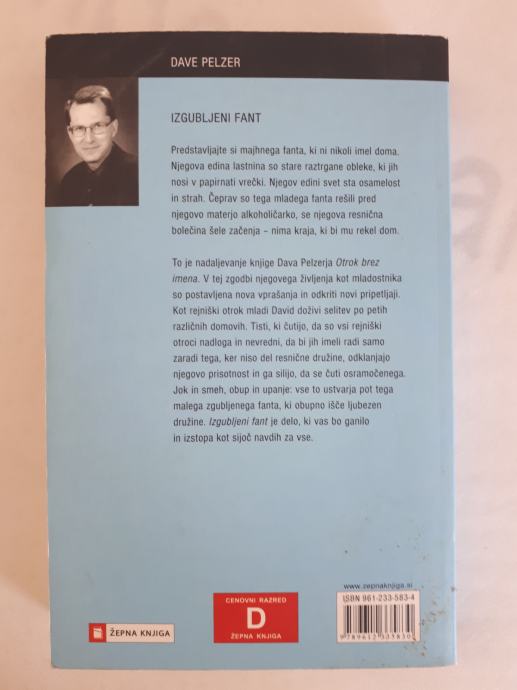 DAVE PELZER
IZGUBLJENI FANT
Predstavljajte si majhnega fanta, ki ni nikoli imel doma.
Njegova edina lastnina so stare raztrgane obleke, ki jih
nosi v papirnati vrečki. Njegov edini svet sta osamelost
in strah. Čeprav so tega mladega fanta rešili pred
njegovo materjo alkoholičarko, se njegova resnična
bolečina šele začenja – nima kraja, ki bi mu rekel dom.
To je nadaljevanje knjige Dava Pelzerja Otrok brez
imena. V tej zgodbi njegovega življenja kot mladostnika
so postavljena nova vprašanja in odkriti novi pripetljaji.
Kot rejniški otrok mladi David doživi selitev po petih
različnih domovih. Tisti, ki čutijo, da so vsi rejniški
otroci nadloga in nevredni, da bi jih imeli radi samo
zaradi tega, ker niso del resnične družine, odklanjajo
njegovo prisotnost in ga silijo, da se čuti osramočenega.
Jok in smeh, obup in upanje: vse to ustvarja pot tega
malega zgubljenega fanta, ki obupno išče ljubezen
družine. Izgubljeni fant je delo, ki vas bo ganilo
in izstopa kot sijoč navdih za vse.
www.zepnaknjiga.si
ISBN 961-233-583-4
9 789612 335830
CENOVNI RAZRED
D
ŽEPNA KNJIGA
ŽEPNA KNJIGA